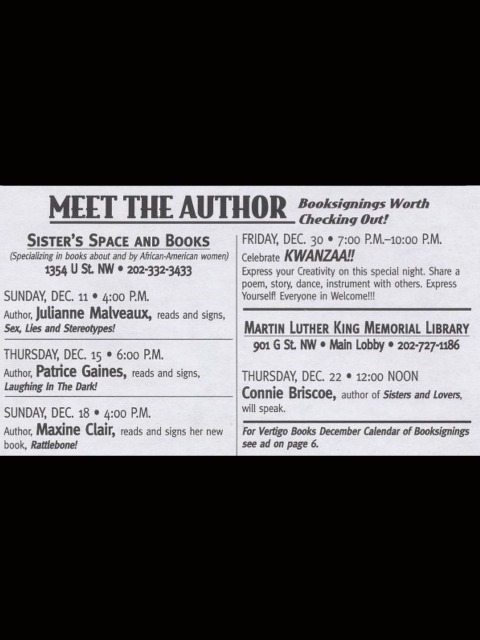 MEET THE AUTHOR
Booksignings Worth
Checking Out!
SISTER'S SPACE AND BOOKS
(Specializing in books about and by African-American women)
1354 U St. NW • 202-332-3433
SUNDAY, DEC. 11 • 4:00 P.M.
Author, Julianne Malveaux, reads and signs,
Sex, Lies and Stereotypes!
THURSDAY, DEC. 15 • 6:00 P.M.
Author, Patrice Gaines, reads and signs,
Laughing In The Dark!
SUNDAY, DEC. 18 • 4:00 P.M.
Author, Maxine Clair, reads and signs her new
book, Rattlebone!
FRIDAY, DEC. 30 • 7:00 P.M.–10:00 P.M.
Celebrate KWANZAA!!
Express your Creativity on this special night. Share a
poem, story, dance, instrument with others. Express
Yourself! Everyone in Welcome!!!
MARTIN LUTHER KING MEMORIAL LIBRARY
901 G St. NW • Main Lobby • 202-727-1186
THURSDAY, DEC. 22 • 12:00 NOON
Connie Briscoe, author of Sisters and Lovers,
will speak.
For Vertigo Books December Calendar of Booksignings
see ad on page 6.